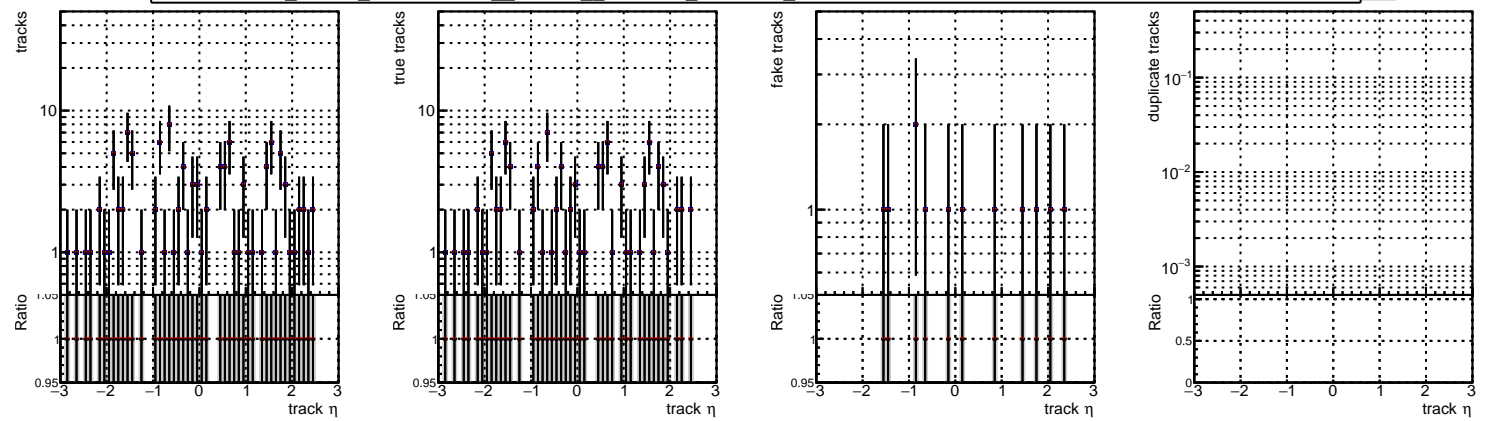 tracks
10
1
Ratio
1.05
1
0.95
−3 −2 −1 0 1 2 3
track η
true tracks
10
1
Ratio
1.05
1
0.95
−3 −2 −1 0 1 2 3
track η
fake tracks
1
Ratio
1.05
1
0.95
−3 −2 −1 0 1 2 3
track η
duplicate tracks
10⁻¹
10⁻²
10⁻³
Ratio
1
0.5
0
−3 −2 −1 0 1 2 3
track η